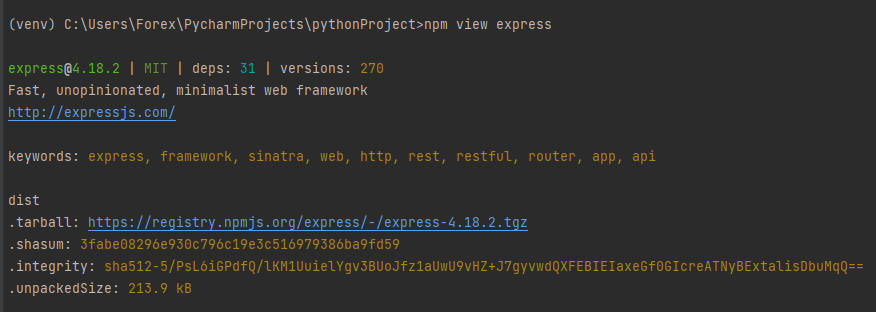 (venv) C:\Users\Forex\PycharmProjects\pythonProject>npm view express
express@4.18.2 | MIT | deps: 31 | versions: 270
Fast, unopinionated, minimalist web framework
http://expressjs.com/
keywords: express, framework, sinatra, web, http, rest, restful, router, app, api
dist
.tarball: https://registry.npmjs.org/express/-/express-4.18.2.tgz
.shasum: 3fabe08296e930c796c19e3c516979386ba9fd59
.integrity: sha512-5/PsL6iGPdfQ/lKM1UuielYgv3BUoJfz1aUwU9vHZ+J7gyvwdQXFEBIEIaxeGf0GIcreATNyBExtalisDbuMqQ==
.unpackedSize: 213.9 kB